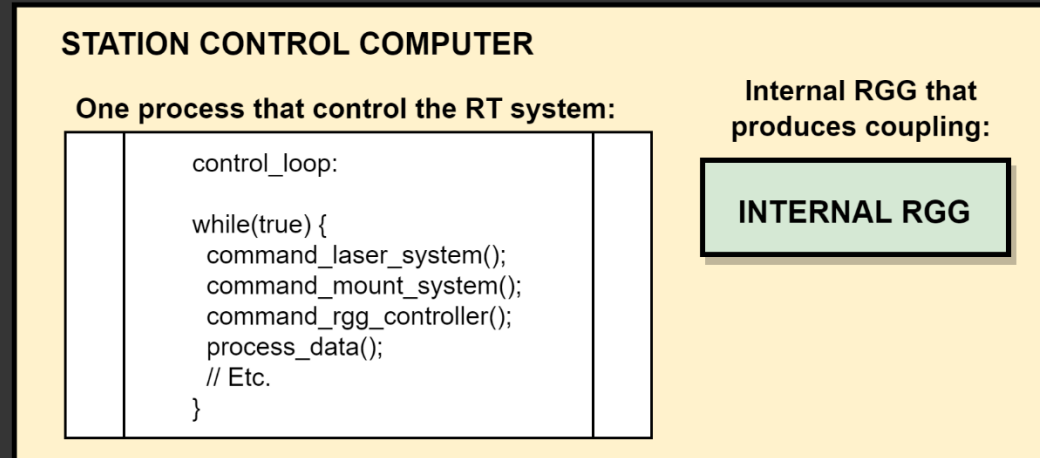 STATION CONTROL COMPUTER
One process that control the RT system:
control_loop:
while(true) {
command_laser_system();
command_mount_system();
command_rgg_controller();
process_data();
// Etc.
}
Internal RGG that
produces coupling:
INTERNAL RGG